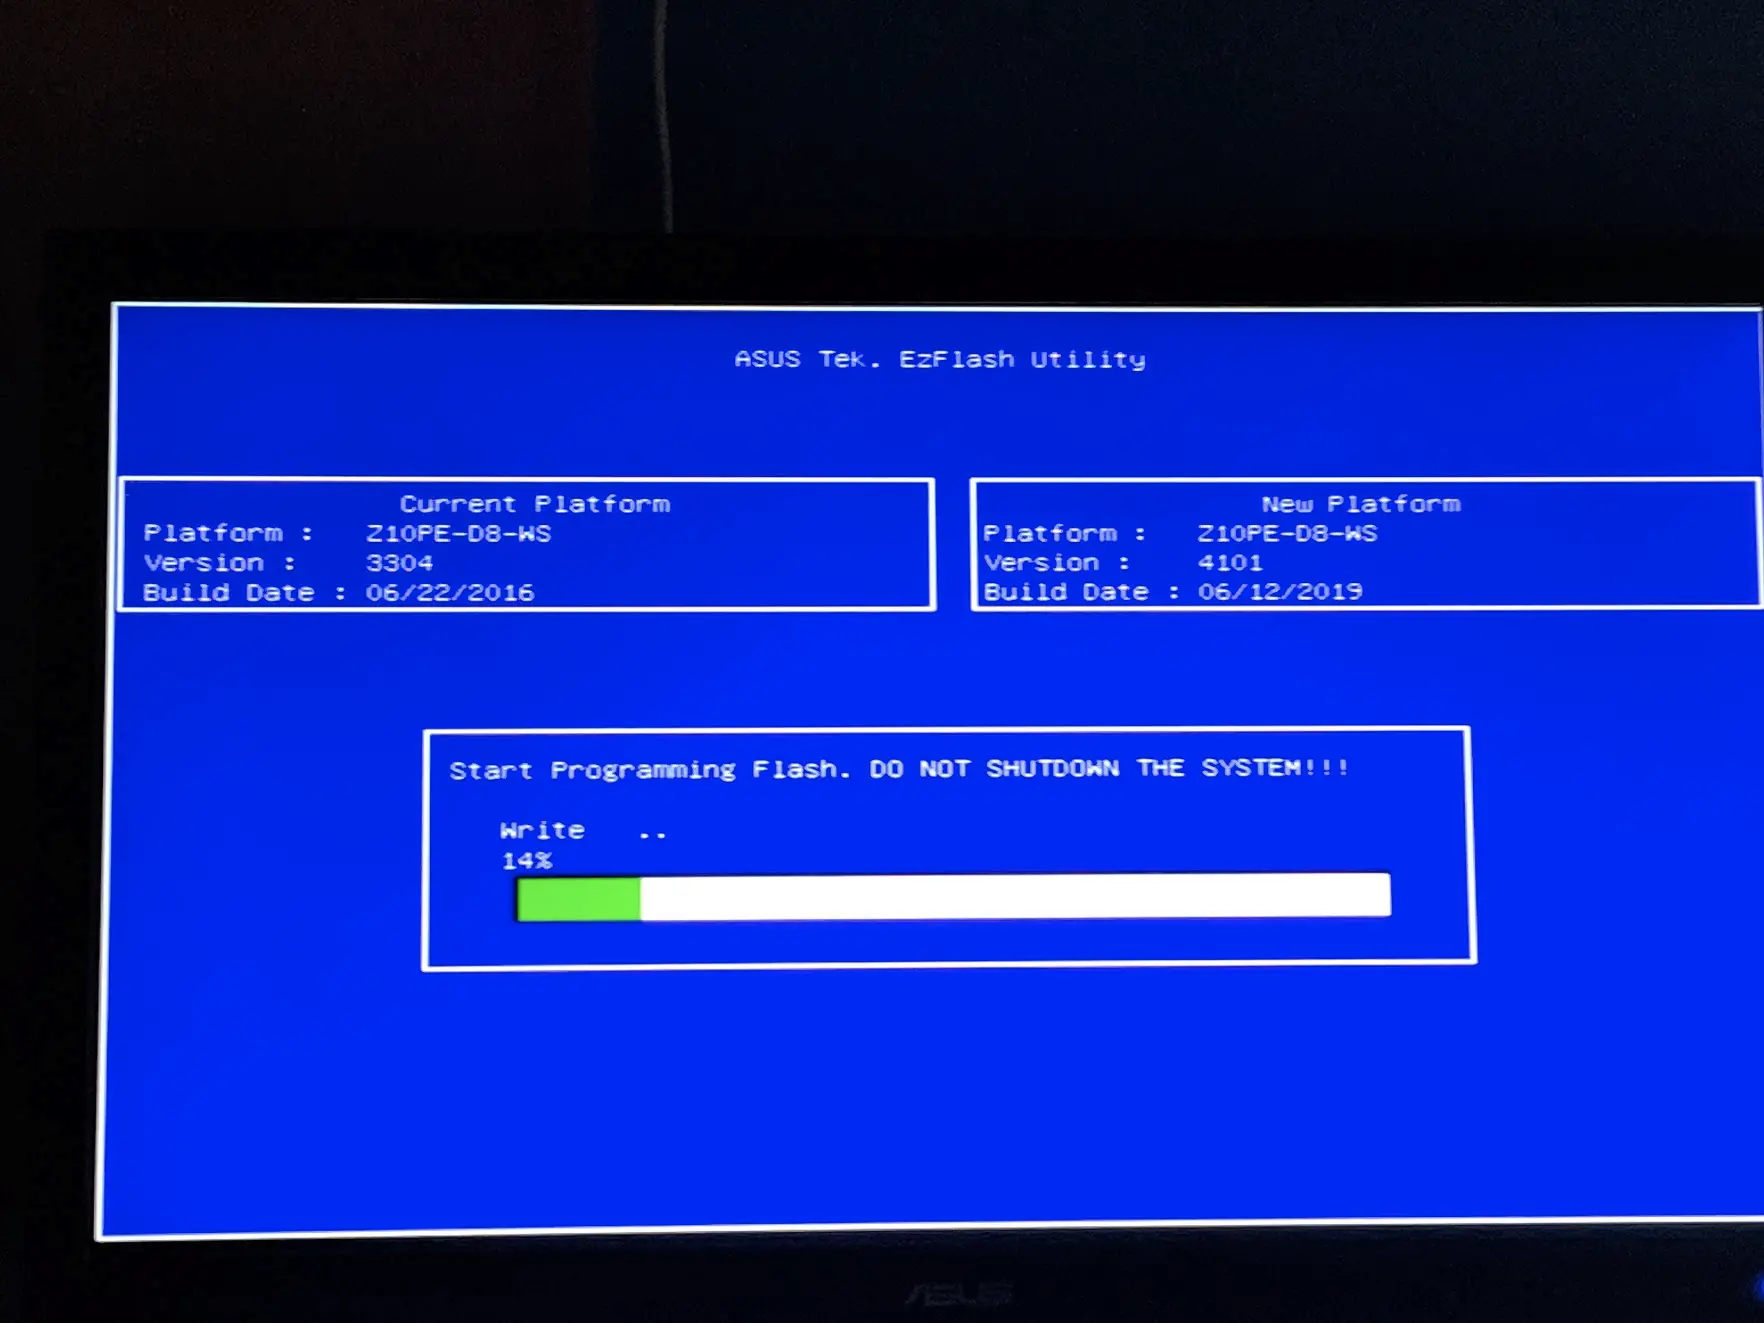 ASUS Tek. EzFlash Utility
Current Platform
Platform : Z10PE-D8-WS
Version : 3304
Build Date : 06/22/2016
New Platform
Platform : Z10PE-D8-WS
Version : 4101
Build Date : 06/12/2019
Start Programming Flash. DO NOT SHUTDOWN THE SYSTEM!!!
Write ..
14%
ASUS